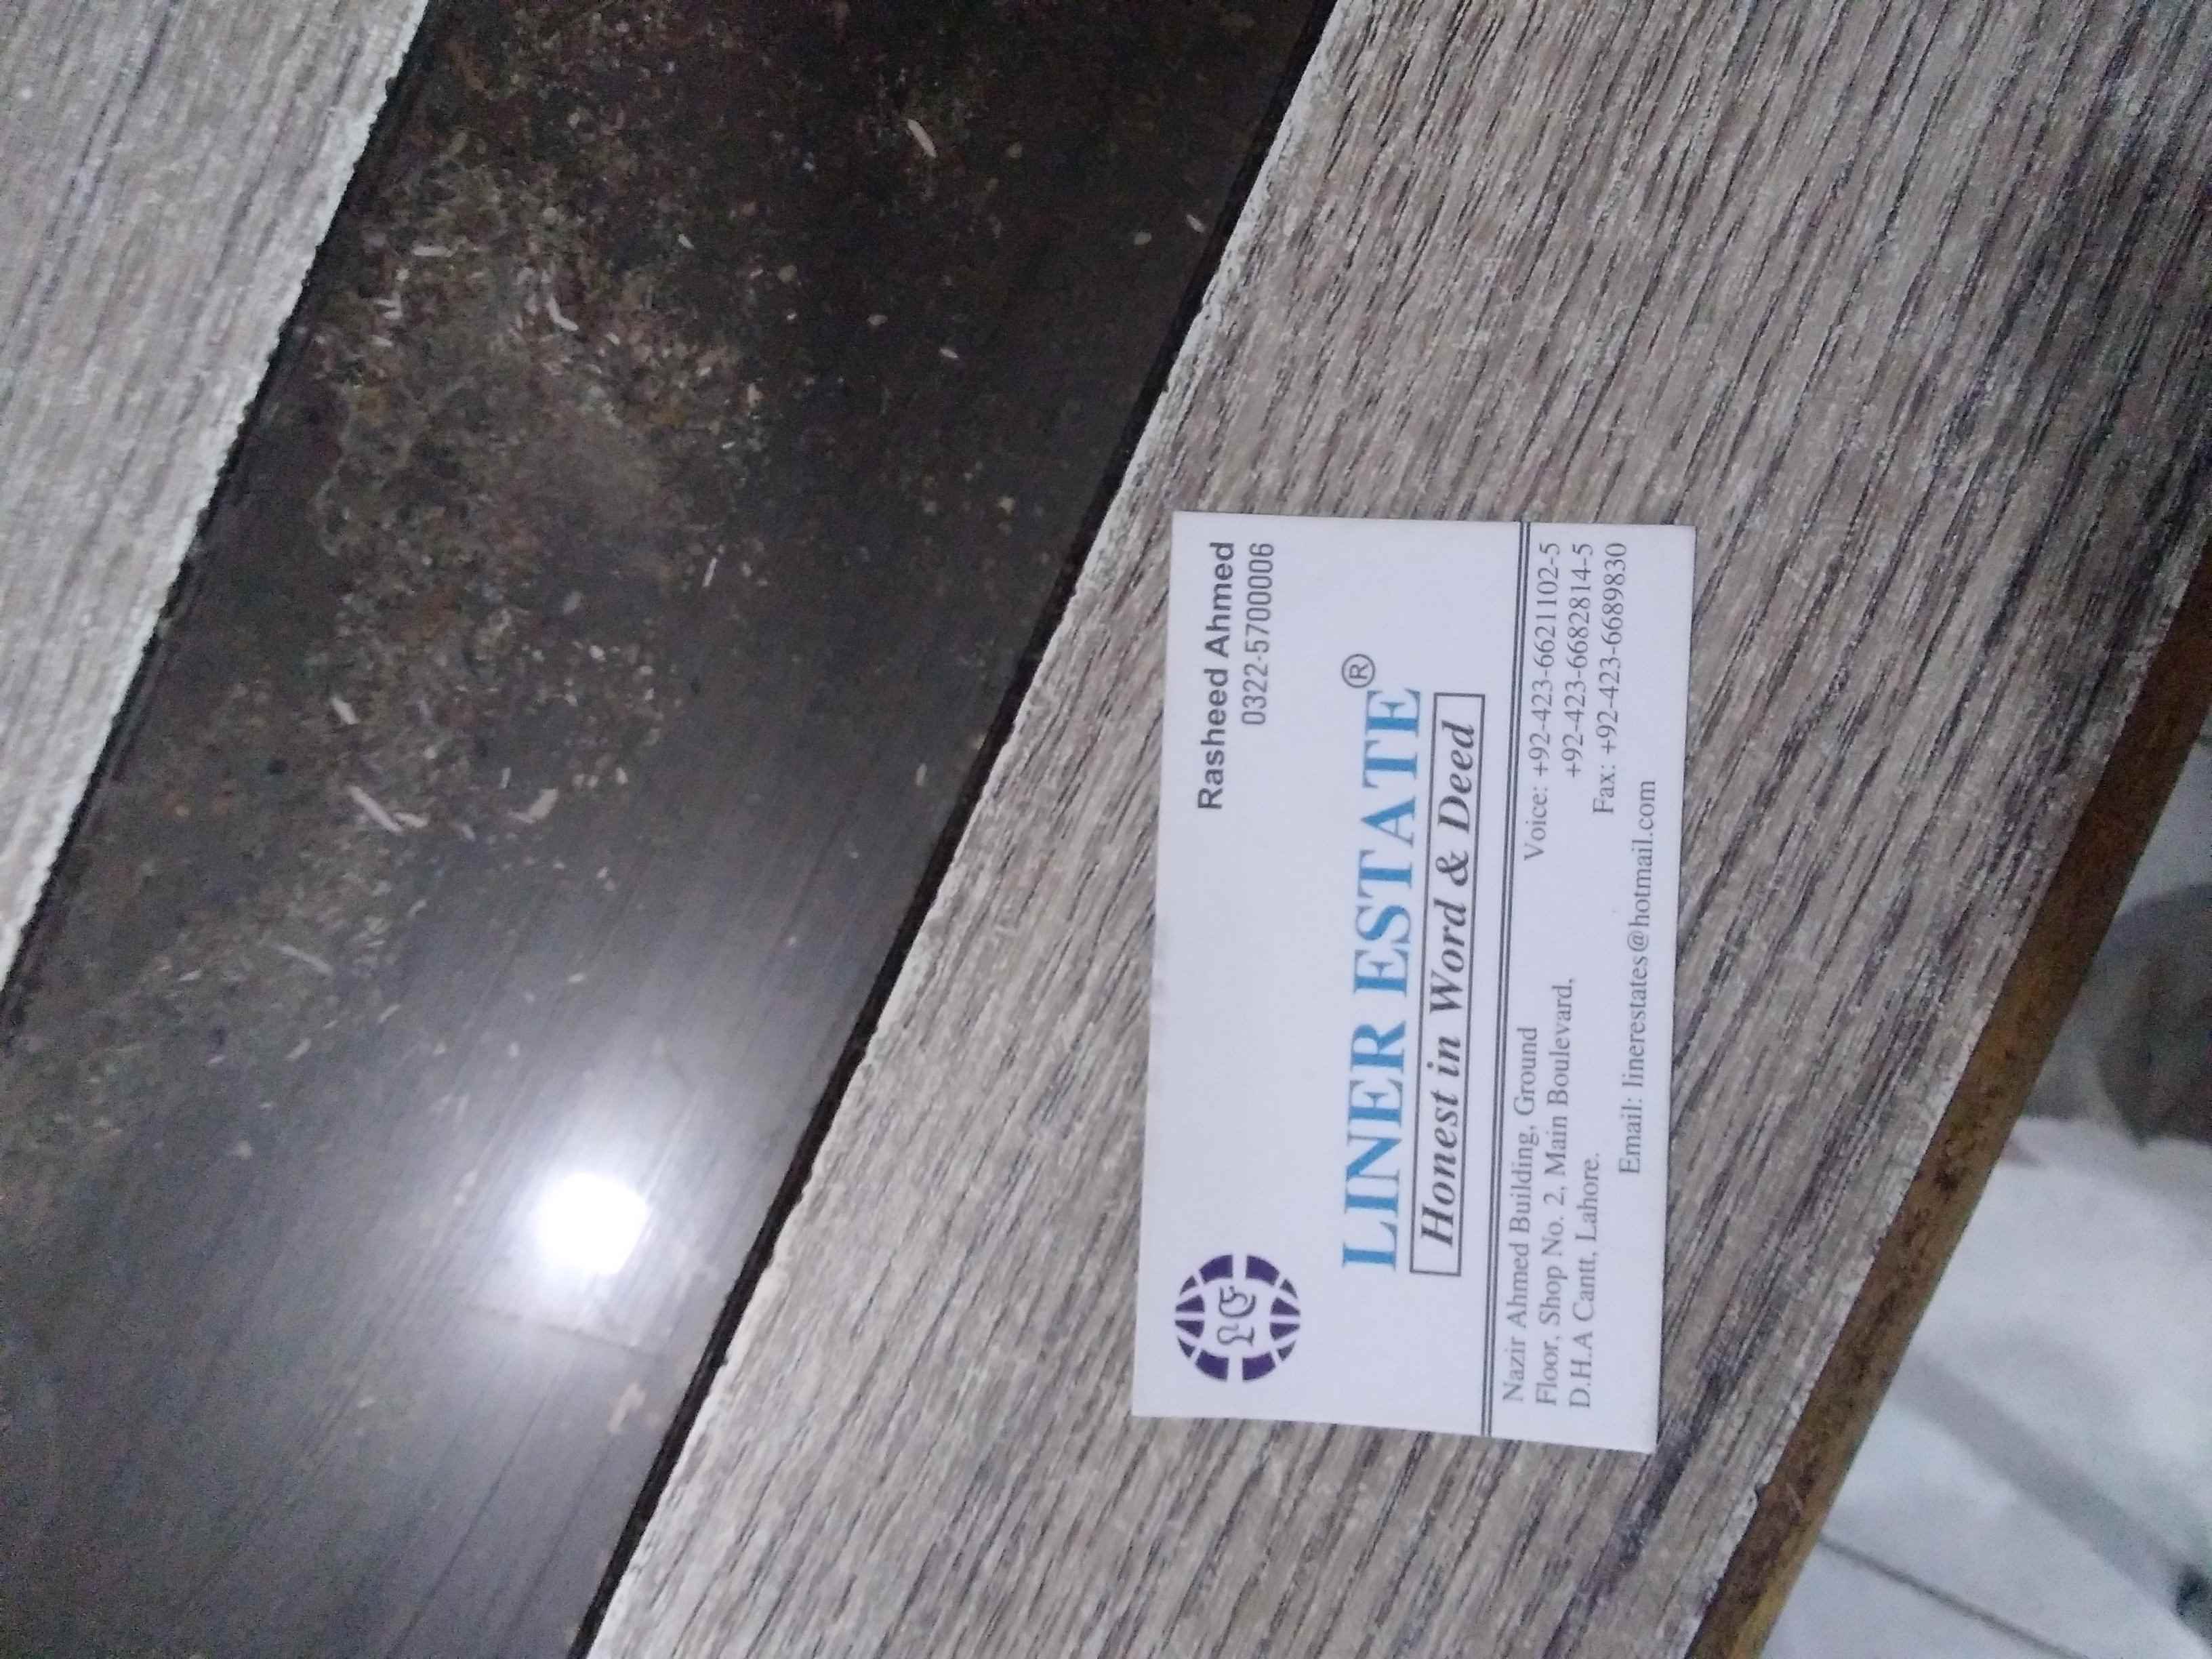 LE
Rasheed Ahmed
0322-5700006
LINER ESTATE®
Honest in Word & Deed
Nazir Ahmed Building, Ground
Floor, Shop No. 2, Main Boulevard,
D.H.A Cantt, Lahore.
Voice: +92-423-6621102-5
+92-423-6682814-5
Fax: +92-423-6689830
Email: linerestates@hotmail.com